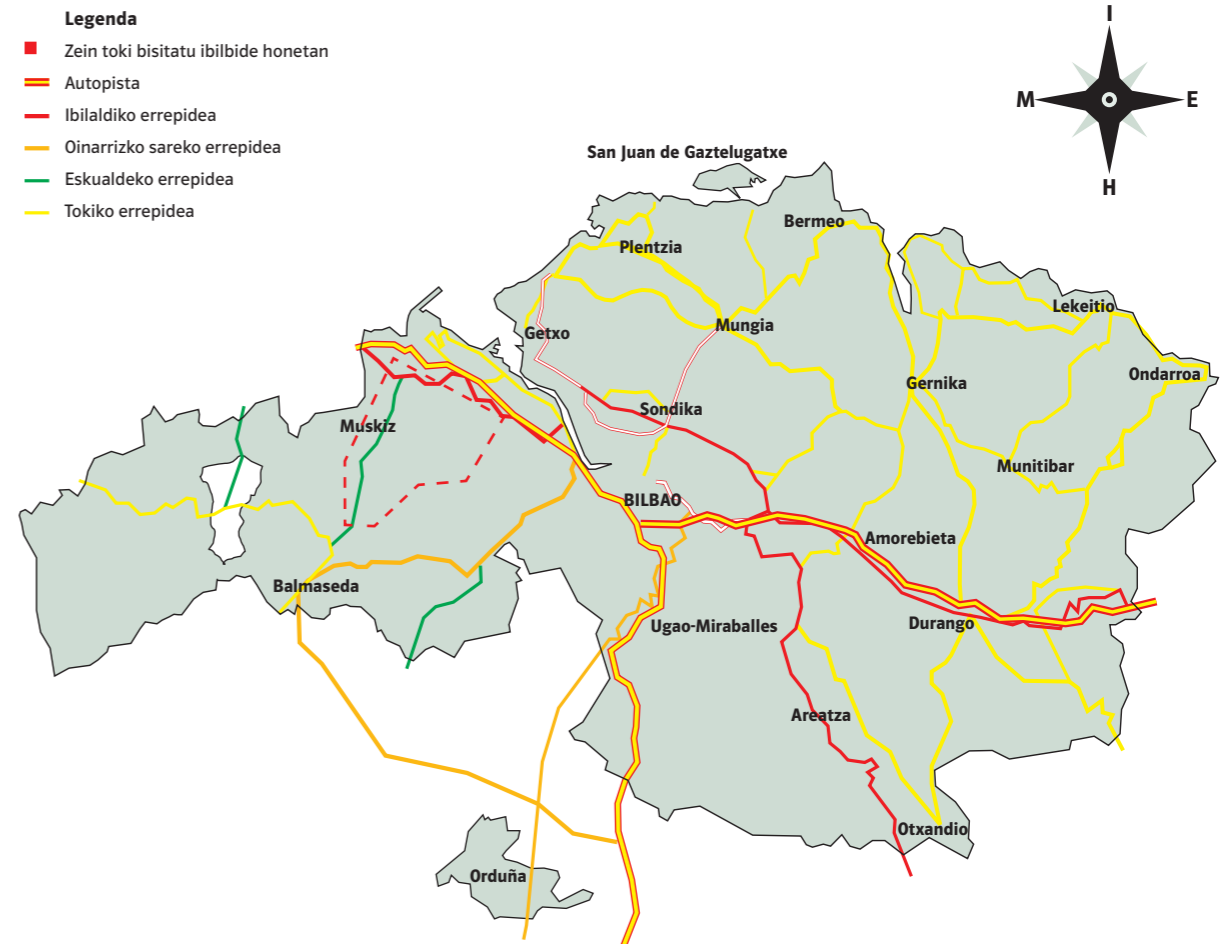 Legenda
Zein toki bisitatu ibilbide honetan
Autopista
Ibilaldiko errepidea
Oinarrizko sareko errepidea
Eskualdeko errepidea
Tokiko errepidea
I
M
E
H
San Juan de Gaztelugatxe
Bermeo
Plentzia
Lekeitio
Getxo
Mungia
Ondarroa
Gernika
Sondika
Muskiz
Munitibar
BILBAO
Amorebieta
Balmaseda
Ugao-Miraballes
Durango
Areatza
Otxandio
Orduña